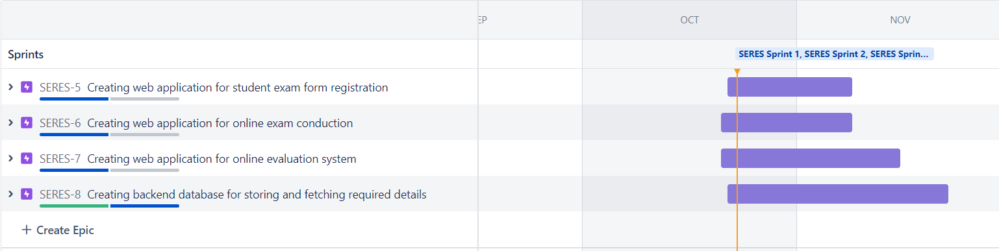 EP OCT NOV
Sprints
SERES Sprint 1, SERES Sprint 2, SERES Sprin...
SERES-5 Creating web application for student exam form registration
SERES-6 Creating web application for online exam conduction
SERES-7 Creating web application for online evaluation system
SERES-8 Creating backend database for storing and fetching required details
+ Create Epic